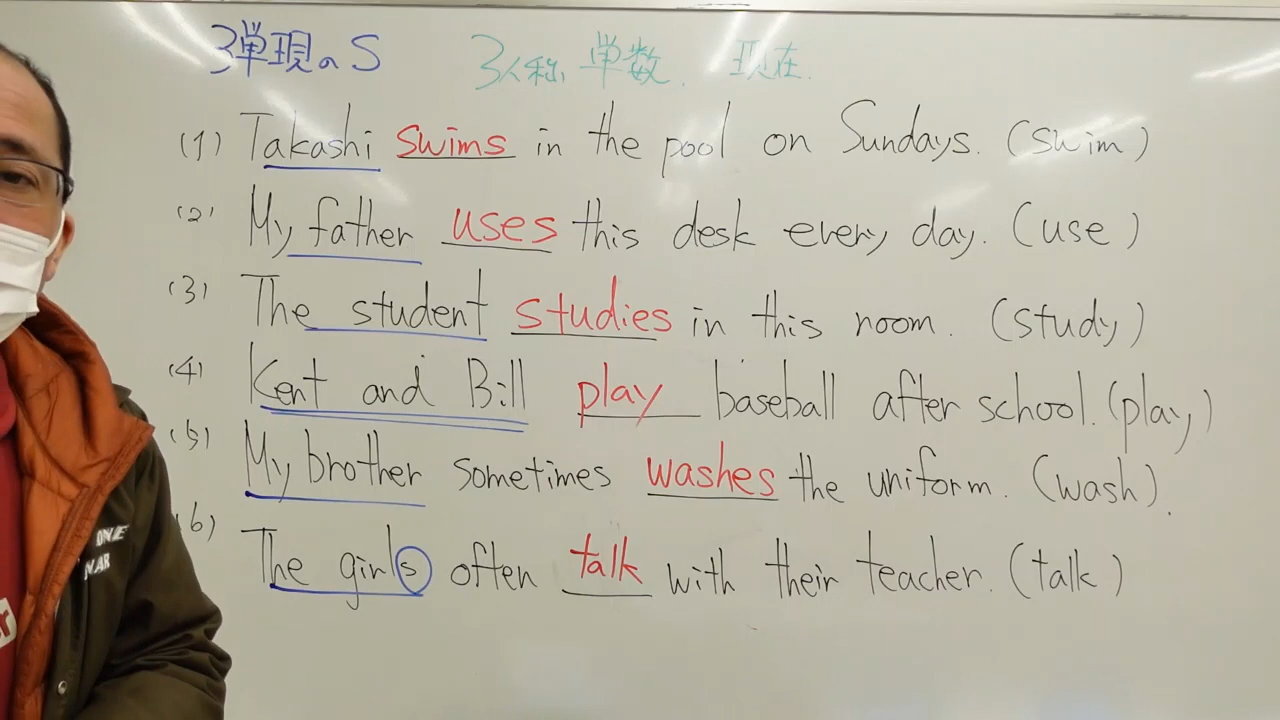 3弾現のS 3人称, 単数. 現在.
(1) Takashi swims in the pool on Sundays. (swim)
(2) My father uses this desk every day. (use)
(3) The student studies in this room. (study)
(4) Kent and Bill play baseball after school. (play)
(5) My brother sometimes washes the uniform. (wash).
(6) The girls often talk with their teacher. (talk)